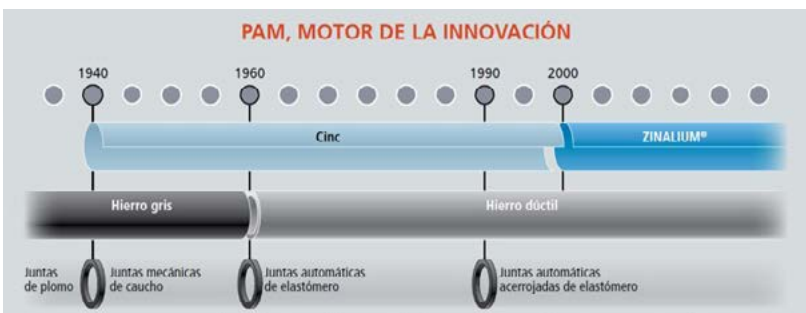 PAM, MOTOR DE LA INNOVACIÓN
1940 1960 1990 2000
Cinc ZINALIUM®
Hierro gris Hierro dúctil
Juntas Juntas mecánicas Juntas automáticas Juntas automáticas
de plomo de caucho de elastómero acerrojadas de elastómero